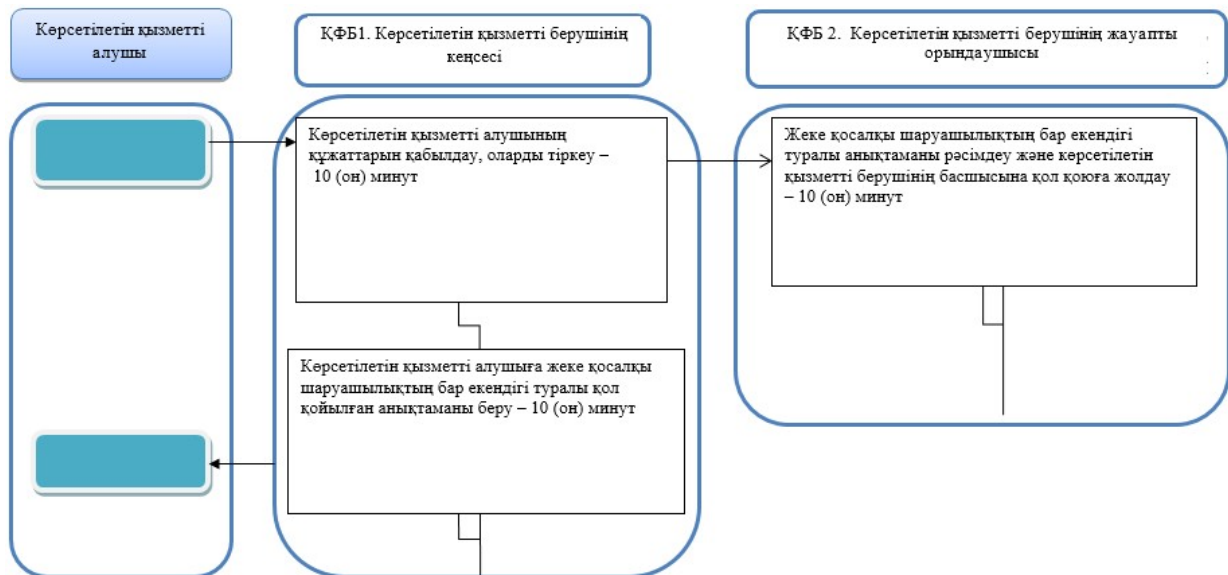 Көрсетілетін қызметті
алушы
ҚФБ1. Көрсетілетін қызметті берушінің
кеңсесі
ҚФБ 2. Көрсетілетін қызметті берушінің жауапты
орындаушысы
Көрсетілетін қызметті алушының
құжаттарын қабылдау, оларды тіркеу –
10 (он) минут
Жеке қосалқы шаруашылықтың бар екендігі
туралы анықтаманы рәсімдеу және көрсетілетін
қызметті берушінің басшысына қол қоюға жолдау
– 10 (он) минут
Көрсетілетін қызметті алушыға жеке қосалқы
шаруашылықтың бар екендігі туралы қол
қойылған анықтаманы беру – 10 (он) минут